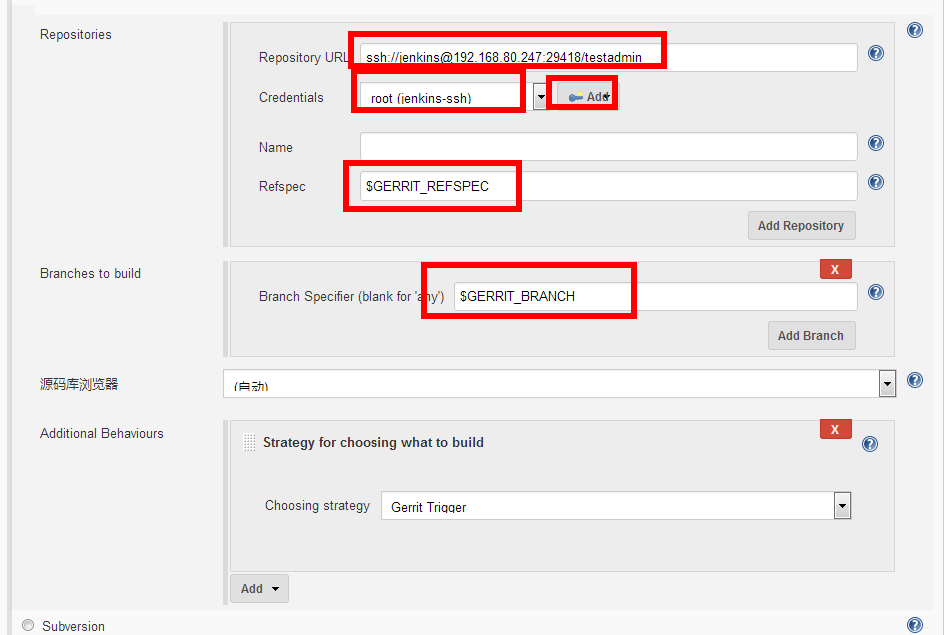 Repositories
Repository URL
ssh://jenkins@192.168.80.247:29418/testadmin
Credentials
root (jenkins-ssh)
Add
Name
Refspec
$GERRIT_REFSPEC
Add Repository
Branches to build
X
Branch Specifier (blank for 'any')
$GERRIT_BRANCH
Add Branch
源码库浏览器
(自动)
Additional Behaviours
X
Strategy for choosing what to build
Choosing strategy
Gerrit Trigger
Add
Subversion